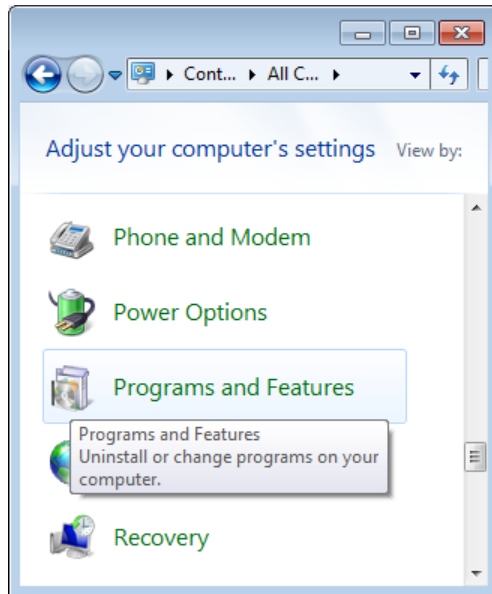 Cont... All C...
Adjust your computer's settings View by:
Phone and Modem
Power Options
Programs and Features
Programs and Features
Uninstall or change programs on your
computer.
Recovery